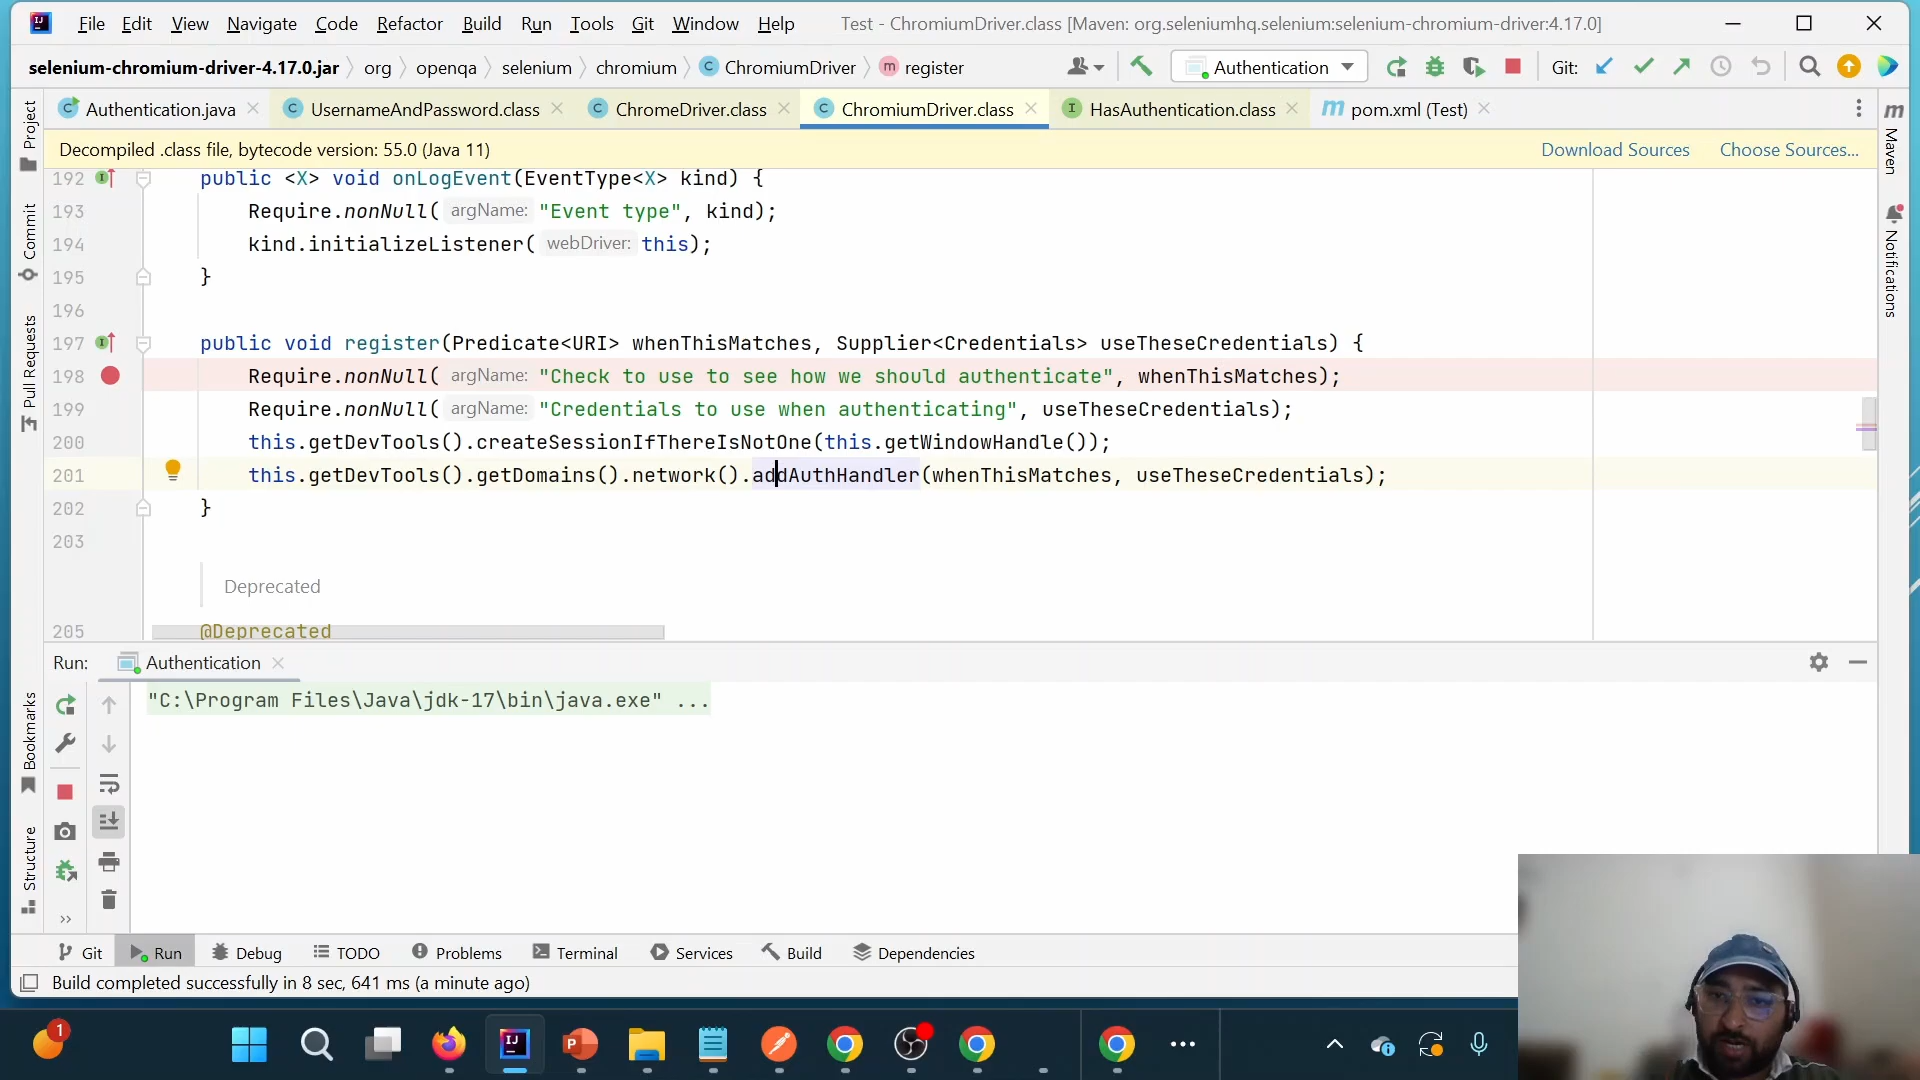 File Edit View Navigate Code Refactor Build Run Tools Git Window Help Test - ChromiumDriver.class [Maven: org.seleniumhq.selenium:selenium-chromium-driver:4.17.0]
selenium-chromium-driver-4.17.0.jar org openqa selenium chromium ChromiumDriver register Authentication Git:
Authentication.java UsernameAndPassword.class ChromeDriver.class ChromiumDriver.class HasAuthentication.class pom.xml (Test)
Decompiled .class file, bytecode version: 55.0 (Java 11) Download Sources Choose Sources...
192 public <X> void onLogEvent(EventType<X> kind) {
193 Require.nonNull( argName: "Event type", kind);
194 kind.initializeListener( webDriver: this);
195 }
196
197 public void register(Predicate<URI> whenThisMatches, Supplier<Credentials> useTheseCredentials) {
198 Require.nonNull( argName: "Check to use to see how we should authenticate", whenThisMatches);
199 Require.nonNull( argName: "Credentials to use when authenticating", useTheseCredentials);
200 this.getDevTools().createSessionIfThereIsNotOne(this.getWindowHandle());
201 this.getDevTools().getDomains().network().addAuthHandler(whenThisMatches, useTheseCredentials);
202 }
203
Deprecated
205 @Deprecated
Project
Commit
Pull Requests
Bookmarks
Structure
Maven
Notifications
Run: Authentication
"C:\Program Files\Java\jdk-17\bin\java.exe" ...
Git Run Debug TODO Problems Terminal Services Build Dependencies
Build completed successfully in 8 sec, 641 ms (a minute ago)
1